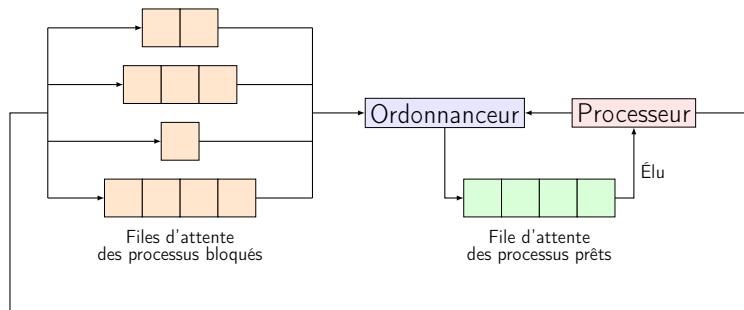 Ordonnanceur
Processeur
Élu
Files d'attente
des processus bloqués
File d'attente
des processus prêts